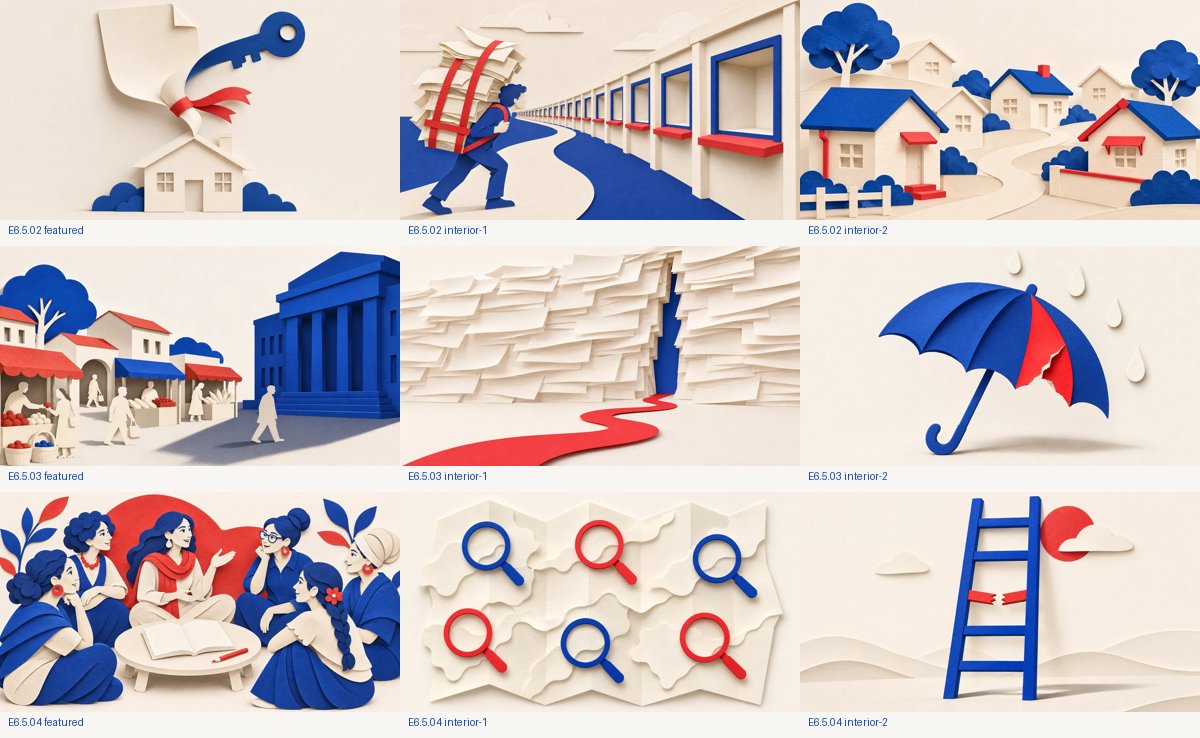 E6.5.02 featured
E6.5.02 interior-1
E6.5.02 interior-2
E6.5.03 featured
E6.5.03 interior-1
E6.5.03 interior-2
E6.5.04 featured
E6.5.04 interior-1
E6.5.04 interior-2